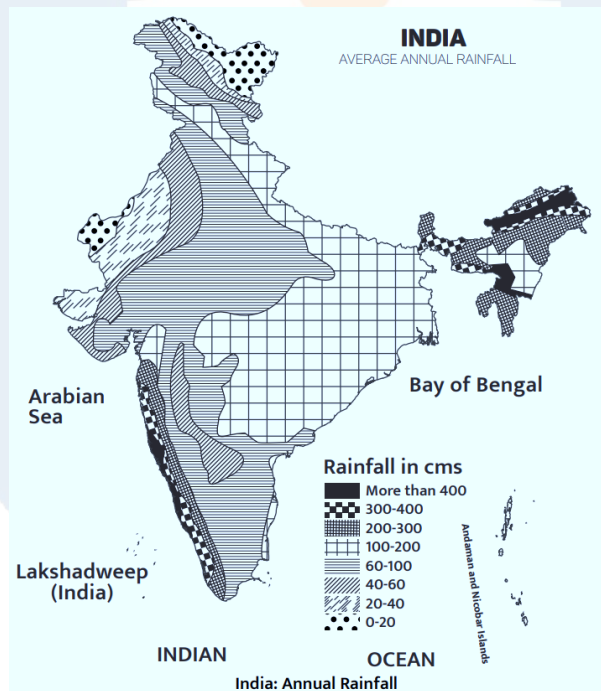 INDIA
AVERAGE ANNUAL RAINFALL
Arabian
Sea
Bay of Bengal
Rainfall in cms
More than 400
300-400
200-300
100-200
60-100
40-60
20-40
0-20
Lakshadweep
(India)
Andaman and Nicobar Islands
INDIAN
OCEAN
India: Annual Rainfall